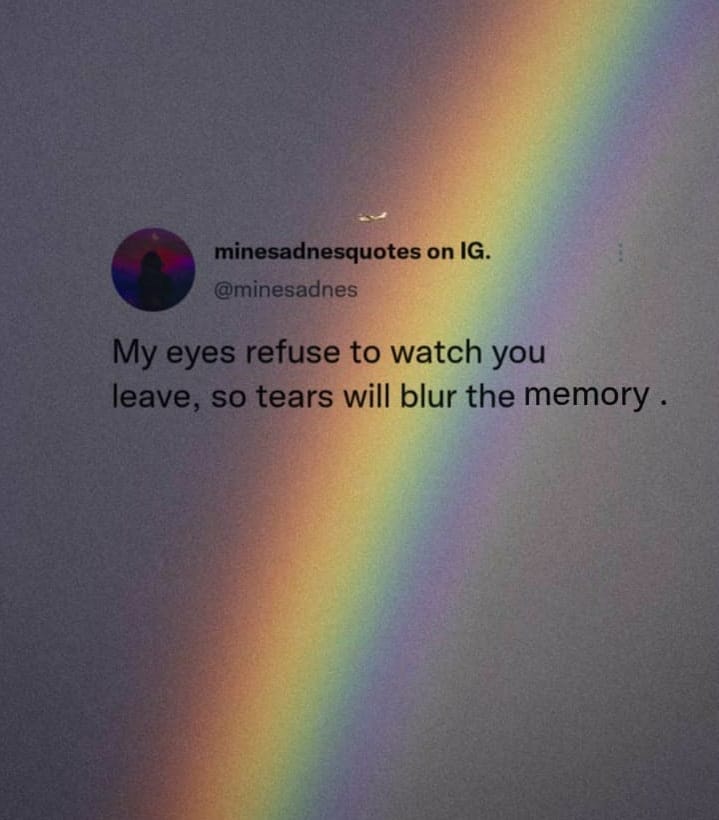 minesadnesquotes on IG.
@minesadnes
My eyes refuse to watch you
leave, so tears will blur the memory .